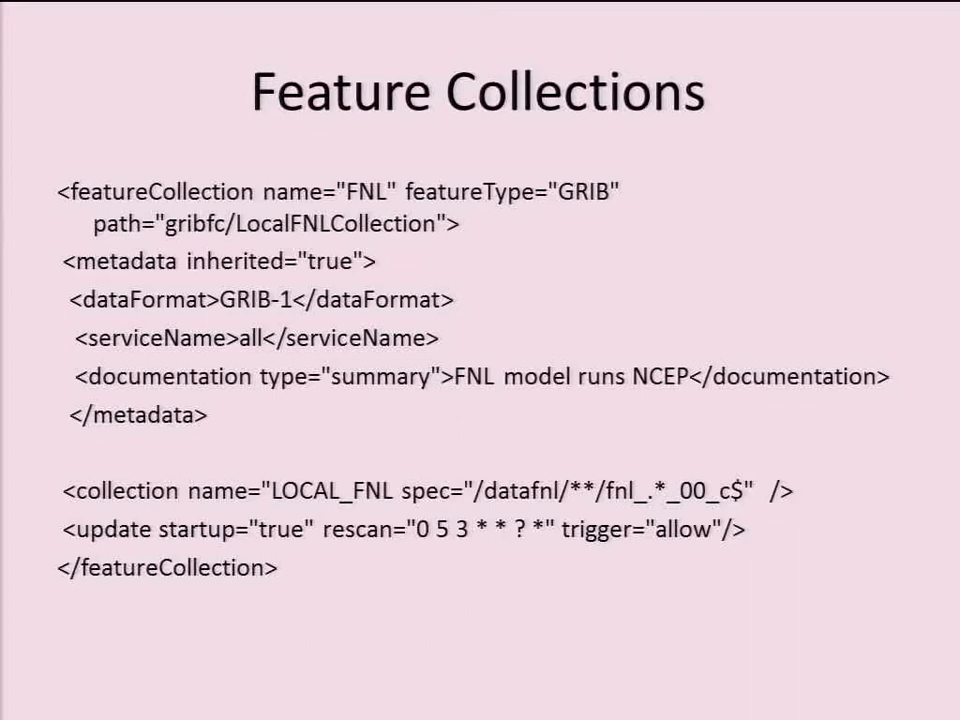 Feature Collections
<featureCollection name="FNL" featureType="GRIB"
path="gribfc/LocalFNLCollection">
<metadata inherited="true">
<dataFormat>GRIB-1</dataFormat>
<serviceName>all</serviceName>
<documentation type="summary">FNL model runs NCEP</documentation>
</metadata>
<collection name="LOCAL_FNL spec="/datafnl/**/fnl_.*_00_c$" />
<update startup="true" rescan="0 5 3 * * ? *" trigger="allow"/>
</featureCollection>